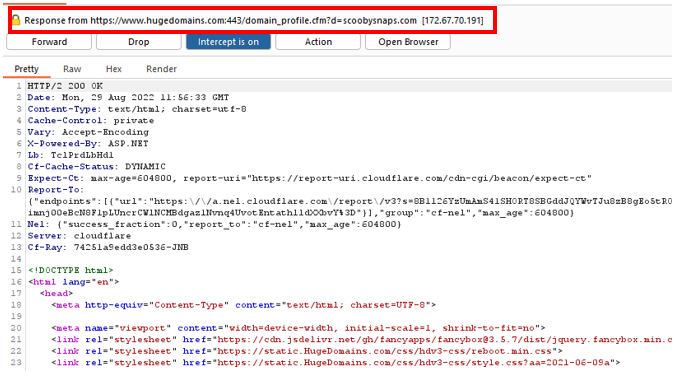 Response from https://www.hugedomains.com:443/domain_profile.cfm?d=scoobysnaps.com [172.67.70.191]
Forward Drop Intercept is on Action Open Browser
Pretty Raw Hex Render
1 HTTP/2 200 OK
2 Date: Mon, 29 Aug 2022 11:56:33 GMT
3 Content-Type: text/html; charset=utf-8
4 Cache-Control: private
5 Vary: Accept-Encoding
6 X-Powered-By: ASP.NET
7 Lb: TclPrdLbHd1
8 Cf-Cache-Status: DYNAMIC
9 Expect-Ct: max-age=604800, report-uri="https://report-uri.cloudflare.com/cdn-cgi/beacon/expect-ct"
10 Report-To:
{"endpoints":[{"url":"https:\/\/a.nel.cloudflare.com\/report\/v3?s=
"}],"group":"cf-nel","max_age":604800}
11 Nel: {"success_fraction":0,"report_to":"cf-nel","max_age":604800}
12 Server: cloudflare
13 Cf-Ray: 74251a9edd3e0536-JNB
14
15 <!DOCTYPE html>
16 <html lang="en">
17 <head>
18 <meta http-equiv="Content-Type" content="text/html; charset=UTF-8">
19
20 <meta name="viewport" content="width=device-width, initial-scale=1, shrink-to-fit=no">
21 <link rel="stylesheet" href="https://cdn.jsdelivr.net/gh/fancyapps/fancybox@3.5.7/dist/jquery.fancybox.min.c
22 <link rel="stylesheet" href="https://static.HugeDomains.com/css/hdv3-css/reboot.min.css">
23 <link rel="stylesheet" href="https://static.HugeDomains.com/css/hdv3-css/style.css?aa=2021-06-09a">